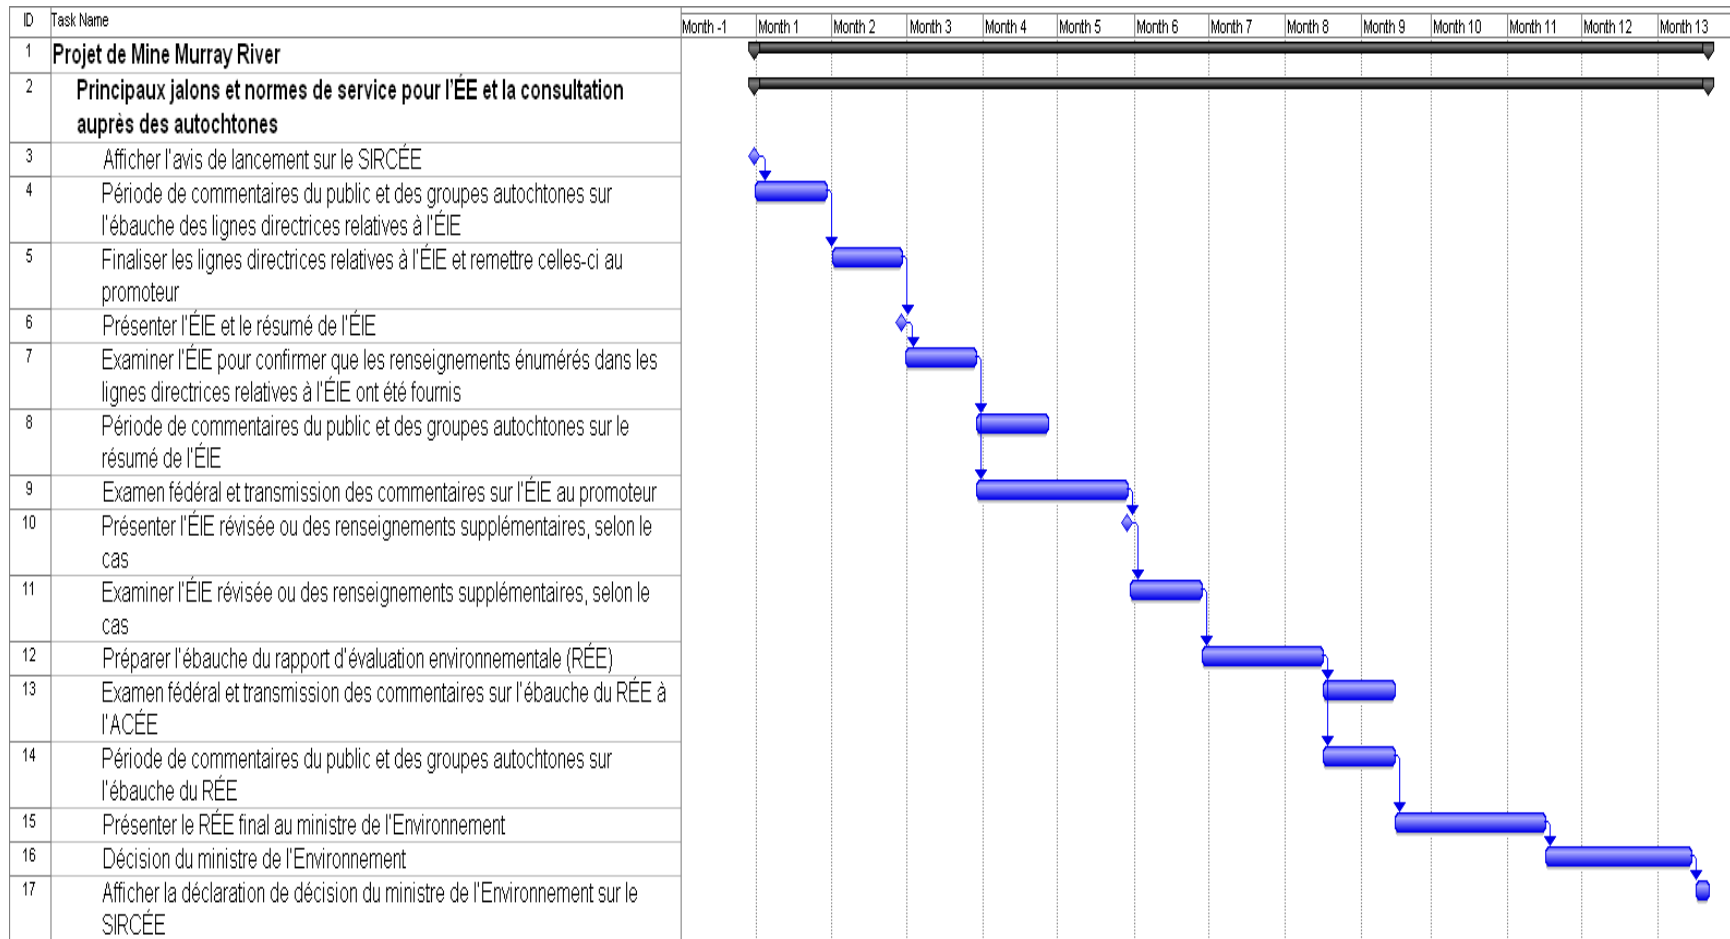 ID Task Name Month -1 Month 1 Month 2 Month 3 Month 4 Month 5 Month 6 Month 7 Month 8 Month 9 Month 10 Month 11 Month 12 Month 13
1 Projet de Mine Murray River
2 Principaux jalons et normes de service pour l'ÉE et la consultation
auprès des autochtones
3 Afficher l'avis de lancement sur le SIRCÉE
4 Période de commentaires du public et des groupes autochtones sur
l'ébauche des lignes directrices relatives à l'ÉIE
5 Finaliser les lignes directrices relatives à l'ÉIE et remettre celles-ci au
promoteur
6 Présenter l'ÉIE et le résumé de l'ÉIE
7 Examiner l'ÉIE pour confirmer que les renseignements énumérés dans les
lignes directrices relatives à l'ÉIE ont été fournis
8 Période de commentaires du public et des groupes autochtones sur le
résumé de l'ÉIE
9 Examen fédéral et transmission des commentaires sur l'ÉIE au promoteur
10 Présenter l'ÉIE révisée ou des renseignements supplémentaires, selon le
cas
11 Examiner l'ÉIE révisée ou des renseignements supplémentaires, selon le
cas
12 Préparer l'ébauche du rapport d'évaluation environnementale (RÉE)
13 Examen fédéral et transmission des commentaires sur l'ébauche du RÉE à
l'ACÉE
14 Période de commentaires du public et des groupes autochtones sur
l'ébauche du RÉE
15 Présenter le RÉE final au ministre de l'Environnement
16 Décision du ministre de l'Environnement
17 Afficher la déclaration de décision du ministre de l'Environnement sur le
SIRCÉE